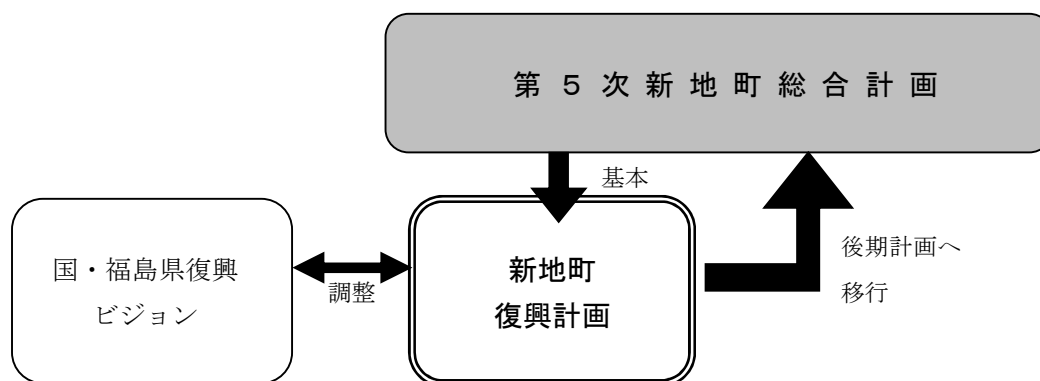 第５次新地町総合計画
基本
国・福島県復興
ビジョン
調整
新地町
復興計画
後期計画へ
移行